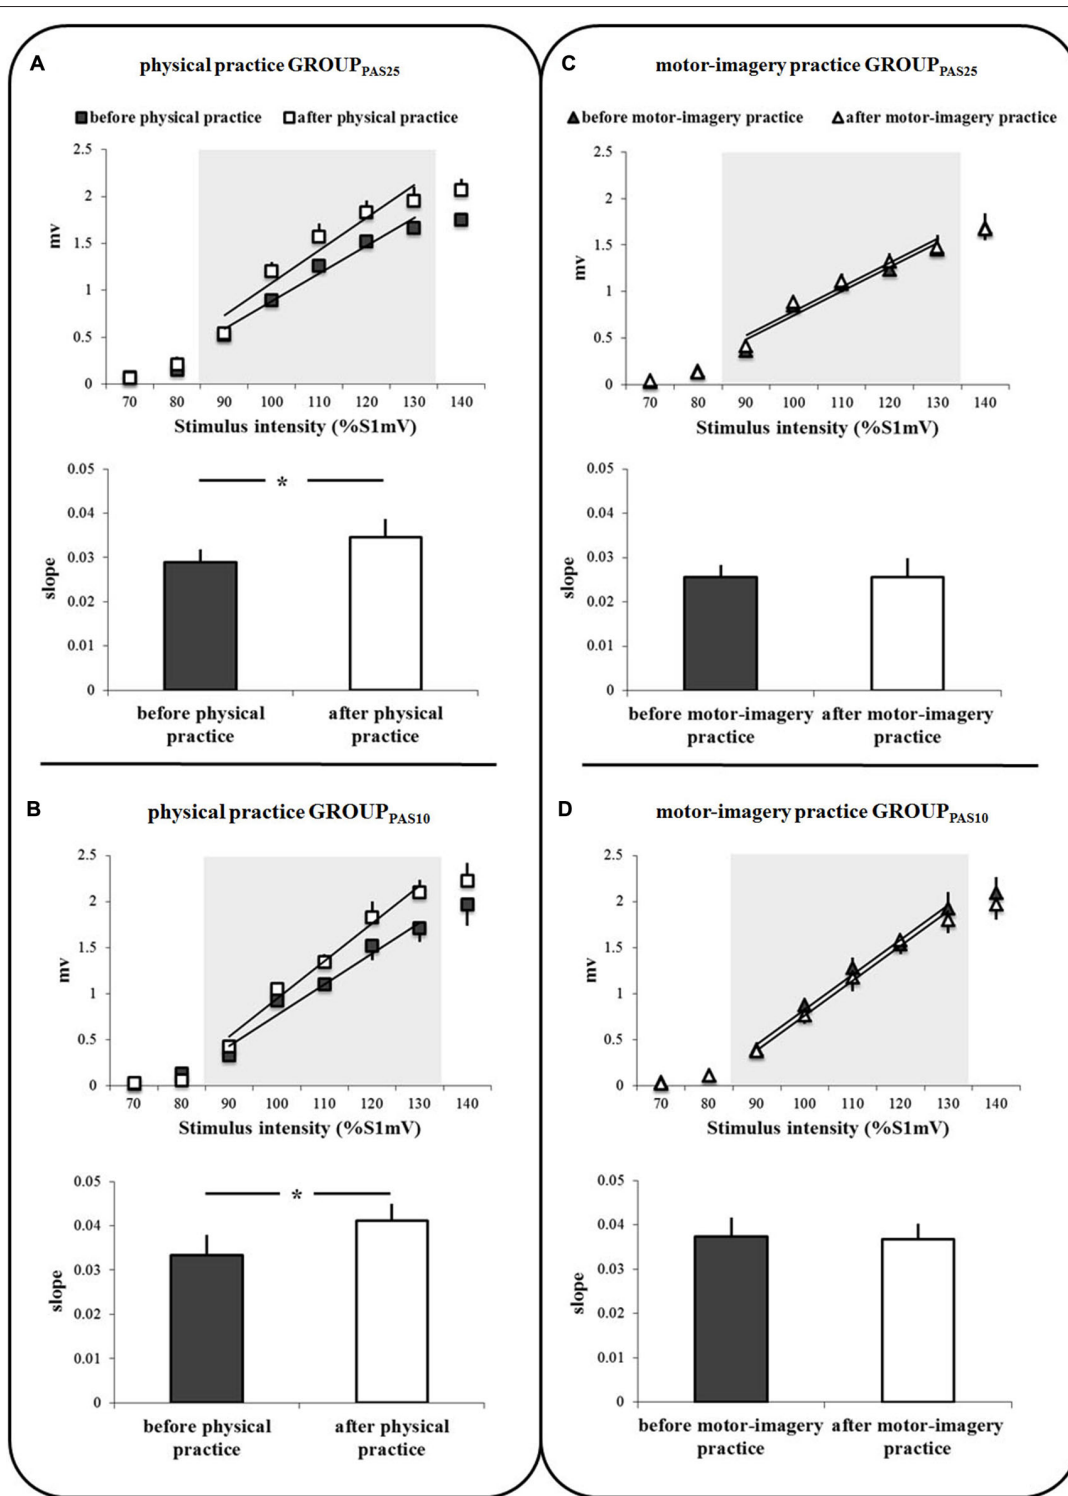 A
physical practice GROUPPAS25
before physical practice
after physical practice
2.5
2
1.5
1
0.5
0
mv
70 80 90 100 110 120 130 140
Stimulus intensity (%S1mV)
0.05
0.04
0.03
0.02
0.01
0
slope
*
before physical practice
after physical practice
B
physical practice GROUPPAS10
2.5
2
1.5
1
0.5
0
mv
70 80 90 100 110 120 130 140
Stimulus intensity (%S1mV)
0.05
0.04
0.03
0.02
0.01
0
slope
*
before physical practice
after physical practice
C
motor-imagery practice GROUPPAS25
before motor-imagery practice
after motor-imagery practice
2.5
2
1.5
1
0.5
0
mv
70 80 90 100 110 120 130 140
Stimulus intensity (%S1mV)
0.05
0.04
0.03
0.02
0.01
0
slope
before motor-imagery practice
after motor-imagery practice
D
motor-imagery practice GROUPPAS10
2.5
2
1.5
1
0.5
0
mv
70 80 90 100 110 120 130 140
Stimulus intensity (%S1mV)
0.05
0.04
0.03
0.02
0.01
0
slope
before motor-imagery practice
after motor-imagery practice